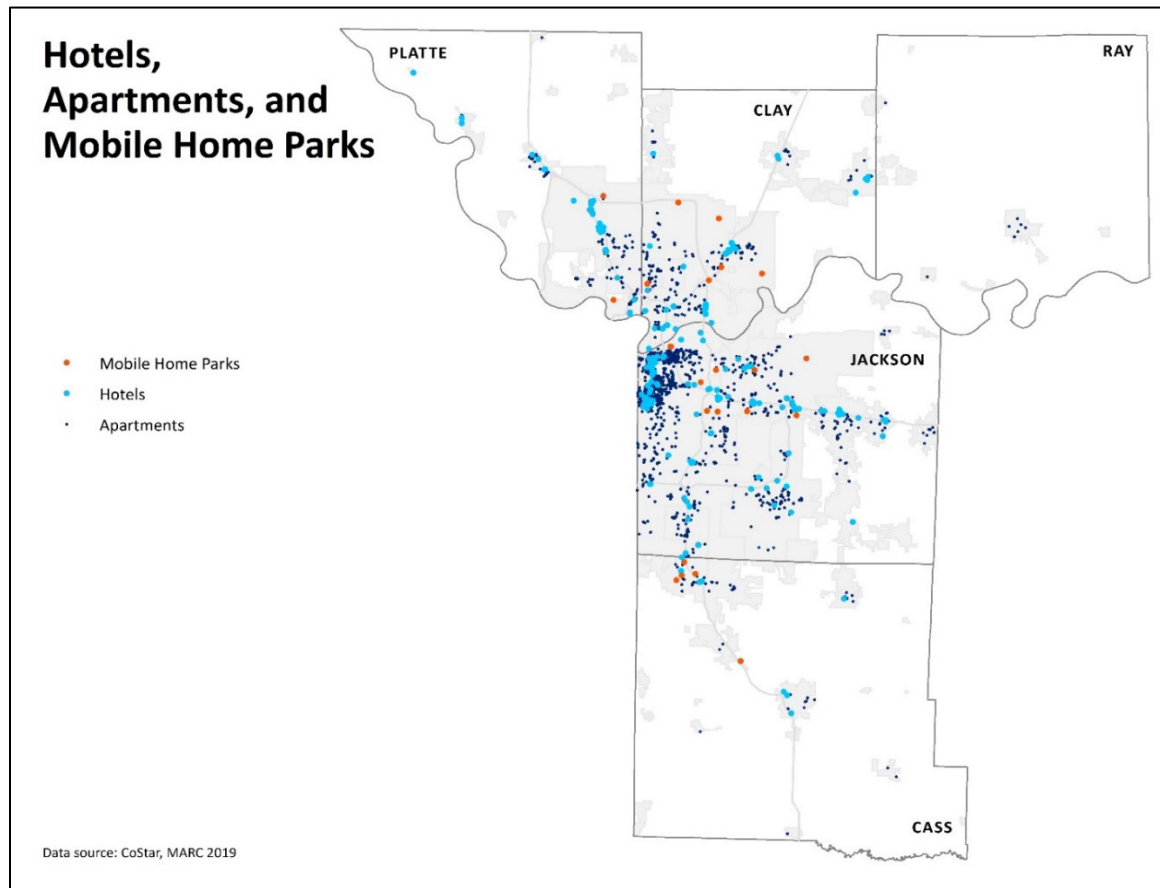 Hotels,
Apartments, and
Mobile Home Parks
PLATTE
RAY
CLAY
JACKSON
Mobile Home Parks
Hotels
Apartments
CASS
Data source: CoStar, MARC 2019